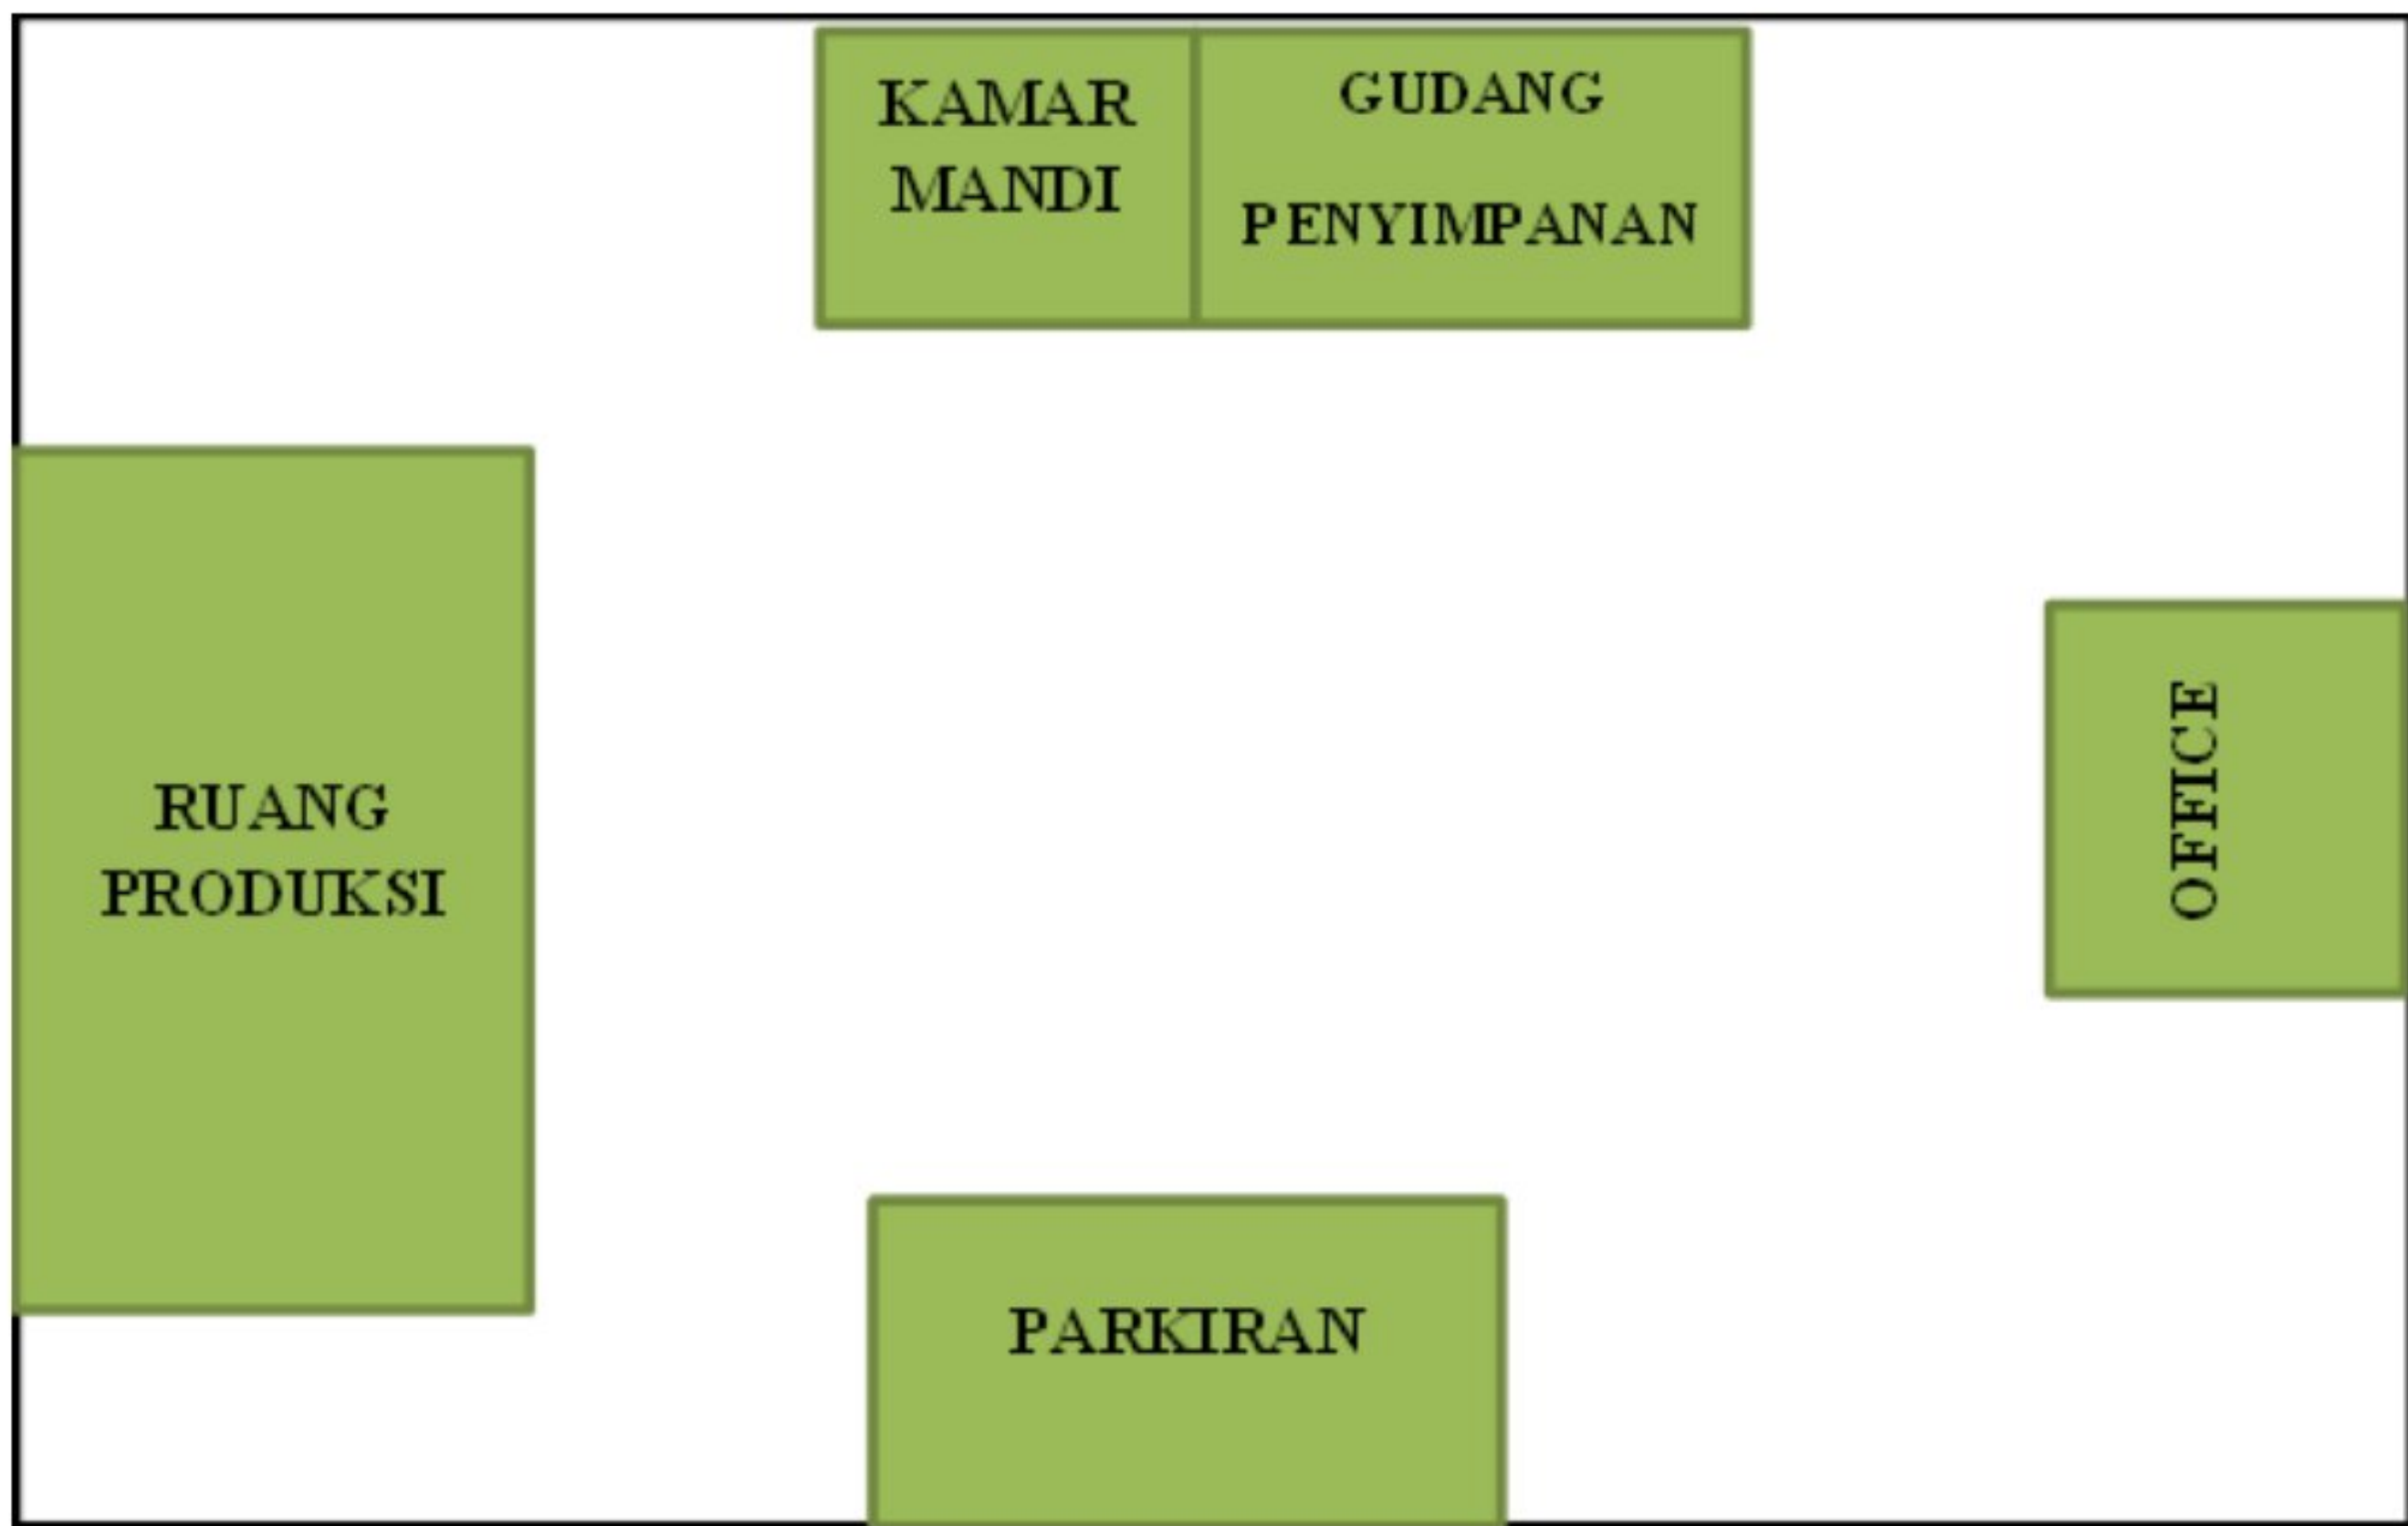 KAMAR
MANDI
GUDANG
PENYIMPANAN
RUANG
PRODUKSI
OFFICE
PARKIRAN